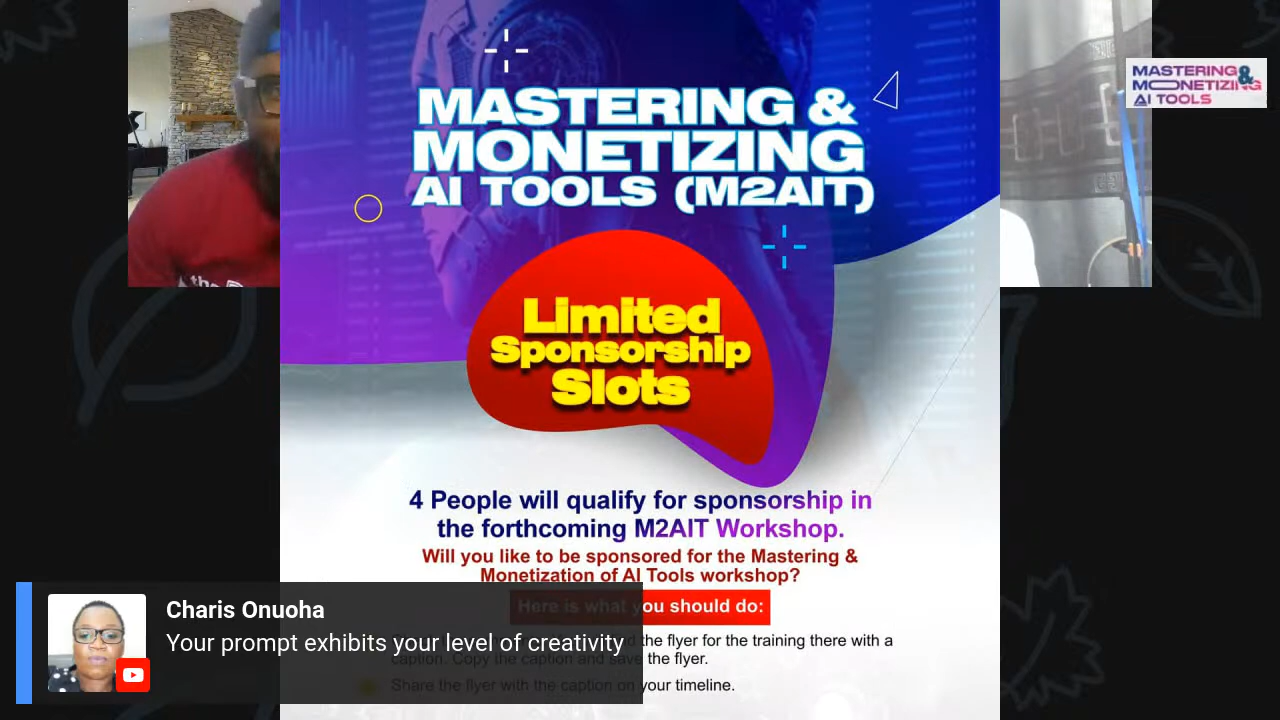 MASTERING &
MONETIZING
AI TOOLS (M2AIT)
MASTERING &
MONETIZING
AI TOOLS
the
Limited
Sponsorship
Slots
4 People will qualify for sponsorship in
the forthcoming M2AIT Workshop.
Will you like to be sponsored for the Mastering &
Monetization of AI Tools workshop?
Here is what you should do:
the flyer for the training there with a
caption. Copy the caption and save the flyer.
Share the flyer with the caption on your timeline.
Charis Onuoha
Your prompt exhibits your level of creativity